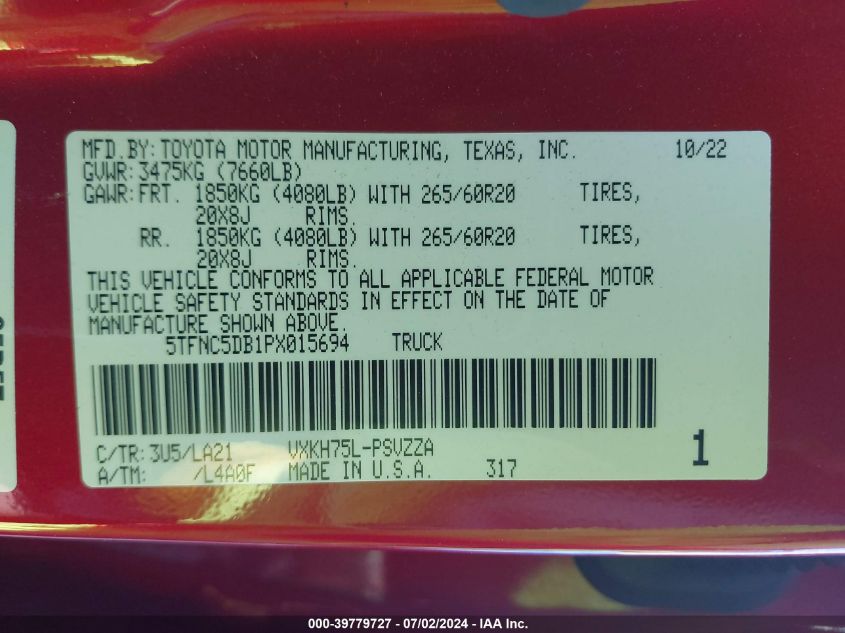 MFD.BY: TOYOTA MOTOR MANUFACTURING, TEXAS, INC. 10/22
GVWR: 3475KG (7660LB)
GAWR: FRT. 1850KG (4080LB) WITH 265/60R20 TIRES,
20X8J RIMS.
RR. 1850KG (4080LB) WITH 265/60R20 TIRES,
20X8J RIMS.
THIS VEHICLE CONFORMS TO ALL APPLICABLE FEDERAL MOTOR
VEHICLE SAFETY STANDARDS IN EFFECT ON THE DATE OF
MANUFACTURE SHOWN ABOVE.
5TFNC5DB1PX015694 TRUCK
C/TR: 3U5/LA21 VXKH75L-PSVZZA 1
A/TM: /L4A0F MADE IN U.S.A. 317
000-39779727 - 07/02/2024 - IAA Inc.